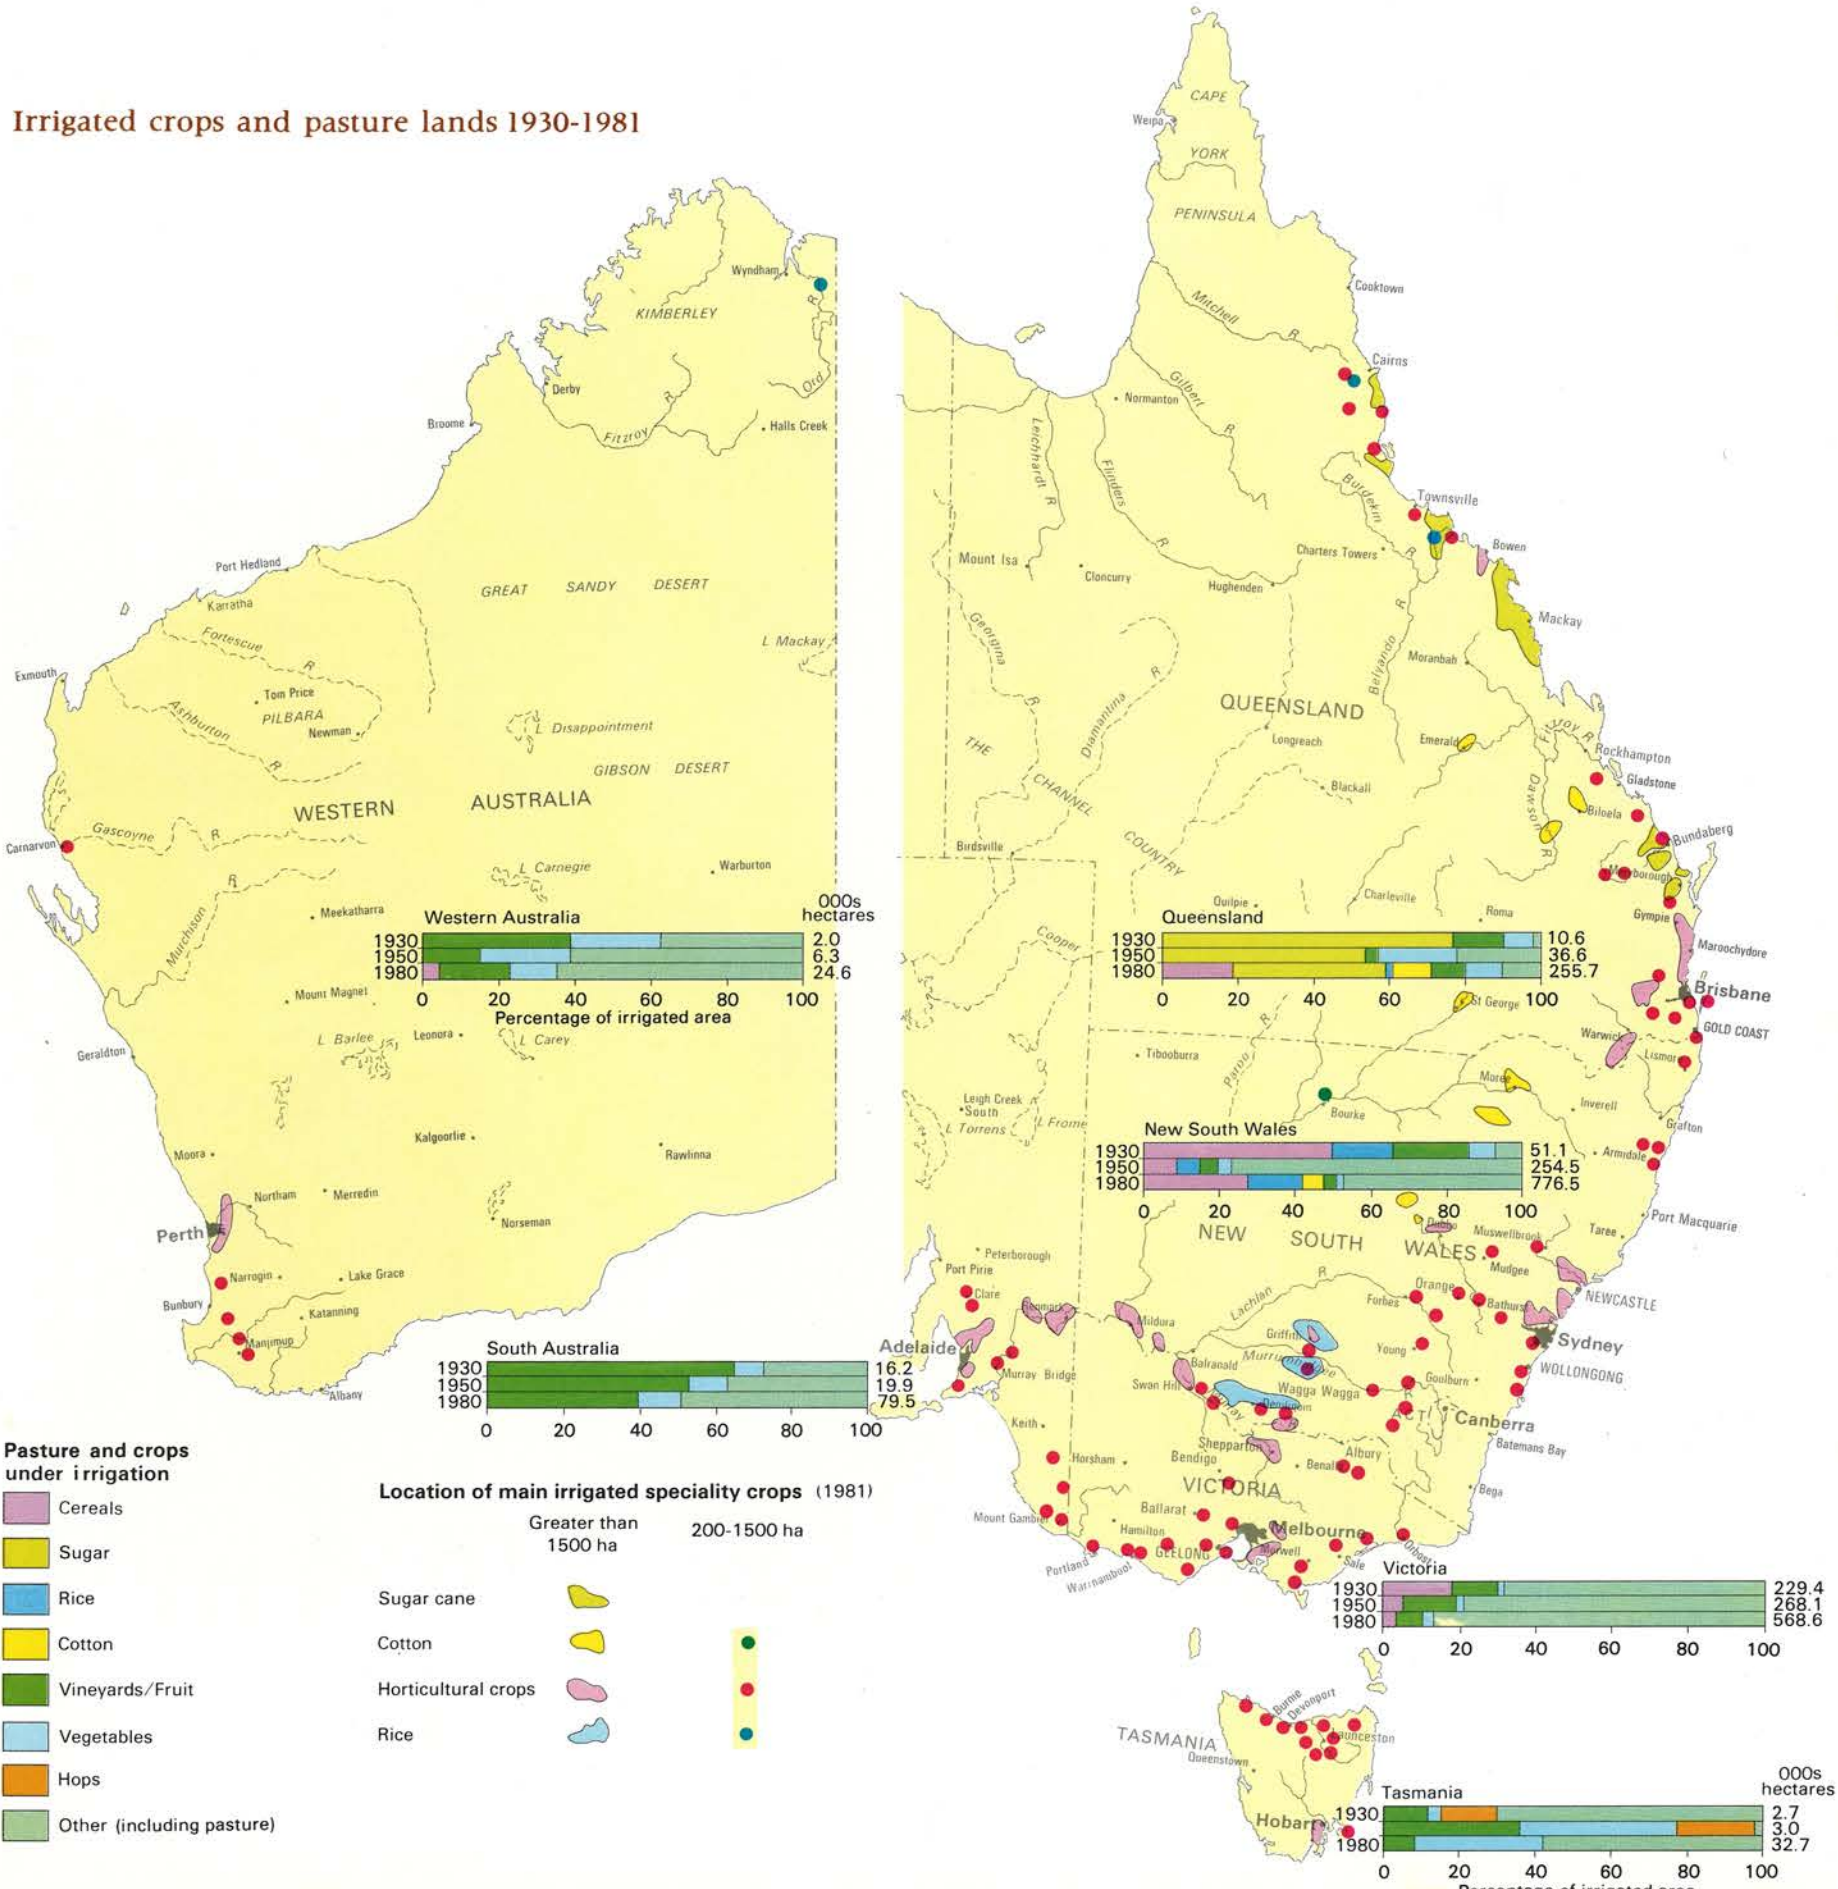 Irrigated crops and pasture lands 1930-1981
CAPE
Weipa
YORK
PENINSULA
Wyndham
R
KIMBERLEY
Cooktown
Mitchell R
Cairns
Derby
Ord
Broome
Fitzroy R
Halls Creek
Normanton
Gilbert R
Leichhardt R
Flinders R
Burdekin R
Townsville
Charters Towers
Bowen
Port Hedland
Mount Isa
Cloncurry
Hughenden
GREAT SANDY DESERT
Karratha
Fortescue R
L Mackay
Georgina R
Mackay
Exmouth
Tom Price
PILBARA
Newman
Ashburton R
Diamantina R
Belyando R
Moranbah
QUEENSLAND
L Disappointment
THE
Longreach
Emerald
Rockhampton
GIBSON DESERT
CHANNEL
Blackall
Dawson R
Gladstone
WESTERN AUSTRALIA
Biloela
Carnarvon
Gascoyne R
Birdsville
COUNTRY
Bundaberg
L Carnegie
Warburton
Murchison R
Meekatharra
Quilpie
Charleville
Roma
Gympie
Maroochydore
Western Australia
000s
hectares
1930 2.0
1950 6.3
1980 24.6
0 20 40 60 80 100
Percentage of irrigated area
Cooper
Queensland
1930 10.6
1950 36.6
1980 255.7
0 20 40 60 80 100
Mount Magnet
St George
Brisbane
GOLD COAST
Warwick
Lismore
L Barlee
Leonora
L Carey
Geraldton
Tibooburra
Paroo R
Moree
Leigh Creek
South
L Torrens
L Frome
Bourke
Inverell
Grafton
Kalgoorlie
Rawlinna
Moora
Armidale
New South Wales
1930 51.1
1950 254.5
1980 776.5
0 20 40 60 80 100
Northam
Merredin
Norseman
Perth
NEW SOUTH WALES
Dubbo
Muswellbrook
Taree
Port Macquarie
Mudgee
Peterborough
Port Pirie
Clare
Narrogin
Lake Grace
Bunbury
Katanning
Manjimup
Albany
Renmark
Mildura
Lachlan R
Forbes
Orange
Bathurst
NEWCASTLE
Sydney
Griffith
Young
WOLLONGONG
Adelaide
Murray Bridge
Balranald
Murrumbidgee
Swan Hill
Wagga Wagga
Goulburn
Murray
Deniliquin
R
ACT
Canberra
Batemans Bay
South Australia
1930 16.2
1950 19.9
1980 79.5
0 20 40 60 80 100
Keith
Shepparton
Bendigo
Albury
Horsham
VICTORIA
Bega
Mount Gambier
Ballarat
Hamilton
Melbourne
GEELONG
Morwell
Sale
Orbost
Portland
Warrnambool
Victoria
1930 229.4
1950 268.1
1980 568.6
0 20 40 60 80 100
Pasture and crops
under irrigation
Cereals
Sugar
Rice
Cotton
Vineyards/Fruit
Vegetables
Hops
Other (including pasture)
Location of main irrigated speciality crops (1981)
Greater than
1500 ha
200-1500 ha
Sugar cane
Cotton
Horticultural crops
Rice
Burnie
Devonport
TASMANIA
Launceston
Queenstown
Hobart
Tasmania
000s
hectares
1930 2.7
3.0
1980 32.7
0 20 40 60 80 100
Percentage of irrigated area